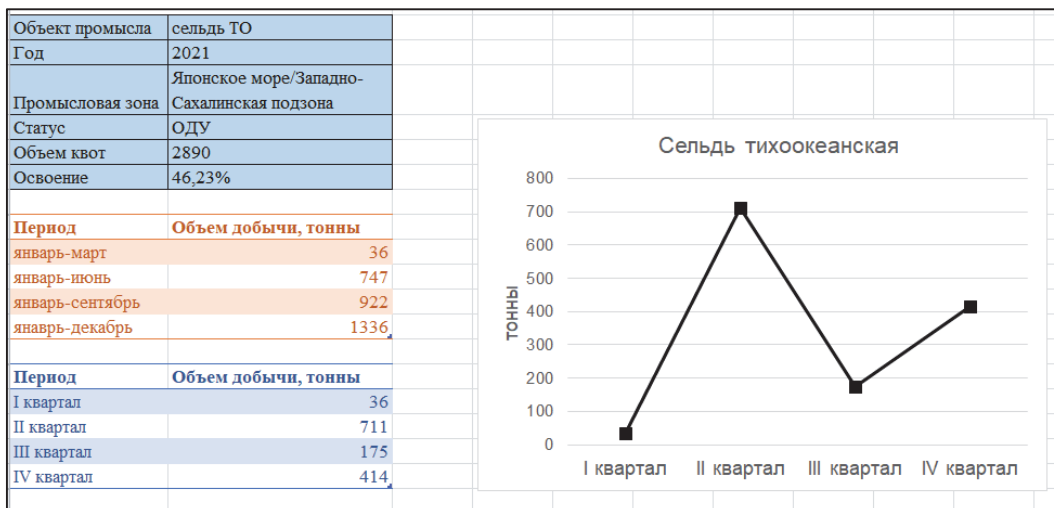 Объект промысла сельдь ТО
Год 2021
Японское море/Западно-
Промысловая зона Сахалинская подзона
Статус ОДУ
Объем квот 2890
Освоение 46,23%
Период Объем добычи, тонны
январь-март 36
январь-июнь 747
январь-сентябрь 922
янаврь-декабрь 1336
Период Объем добычи, тонны
I квартал 36
II квартал 711
III квартал 175
IV квартал 414
Сельдь тихоокеанская
тонны
800
700
600
500
400
300
200
100
0
I квартал II квартал III квартал IV квартал